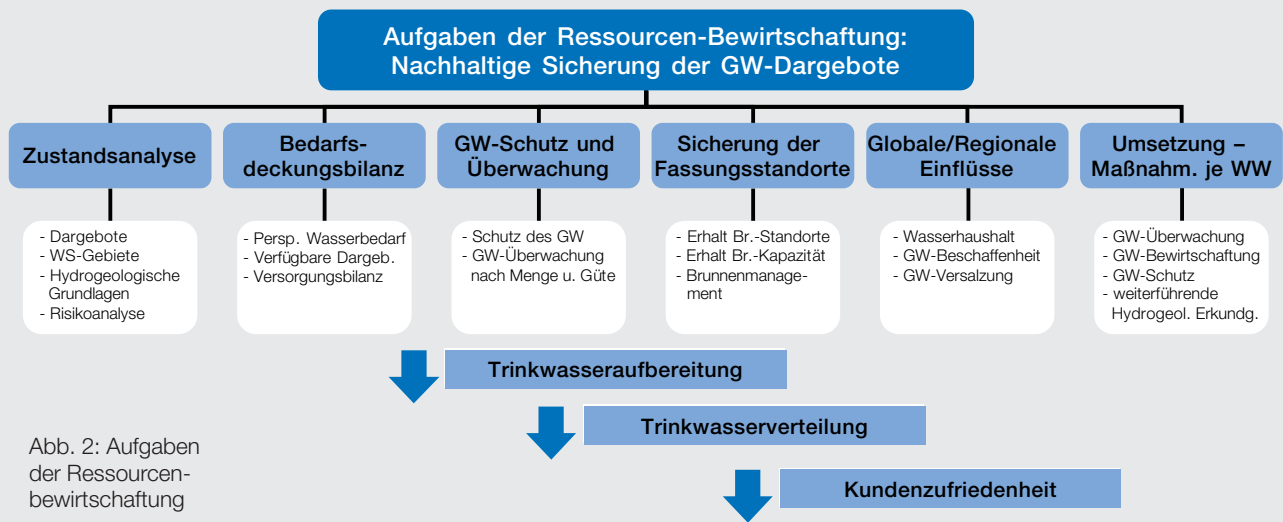 Aufgaben der Ressourcen-Bewirtschaftung:
Nachhaltige Sicherung der GW-Dargebote
Zustandsanalyse
- Dargebote
- WS-Gebiete
- Hydrogeologische
Grundlagen
- Risikoanalyse
Bedarfs-
deckungsbilanz
- Persp. Wasserbedarf
- Verfügbare Dargeb.
- Versorgungsbilanz
GW-Schutz und
Überwachung
- Schutz des GW
- GW-Überwachung
nach Menge u. Güte
Sicherung der
Fassungsstandorte
- Erhalt Br.-Standorte
- Erhalt Br.-Kapazität
- Brunnenmanage-
ment
Globale/Regionale
Einflüsse
- Wasserhaushalt
- GW-Beschaffenheit
- GW-Versalzung
Umsetzung –
Maßnahm. je WW
- GW-Überwachung
- GW-Bewirtschaftung
- GW-Schutz
- weiterführende
Hydrogeol. Erkundg.
Trinkwasseraufbereitung
Trinkwasserverteilung
Kundenzufriedenheit
Abb. 2: Aufgaben
der Ressourcen-
bewirtschaftung